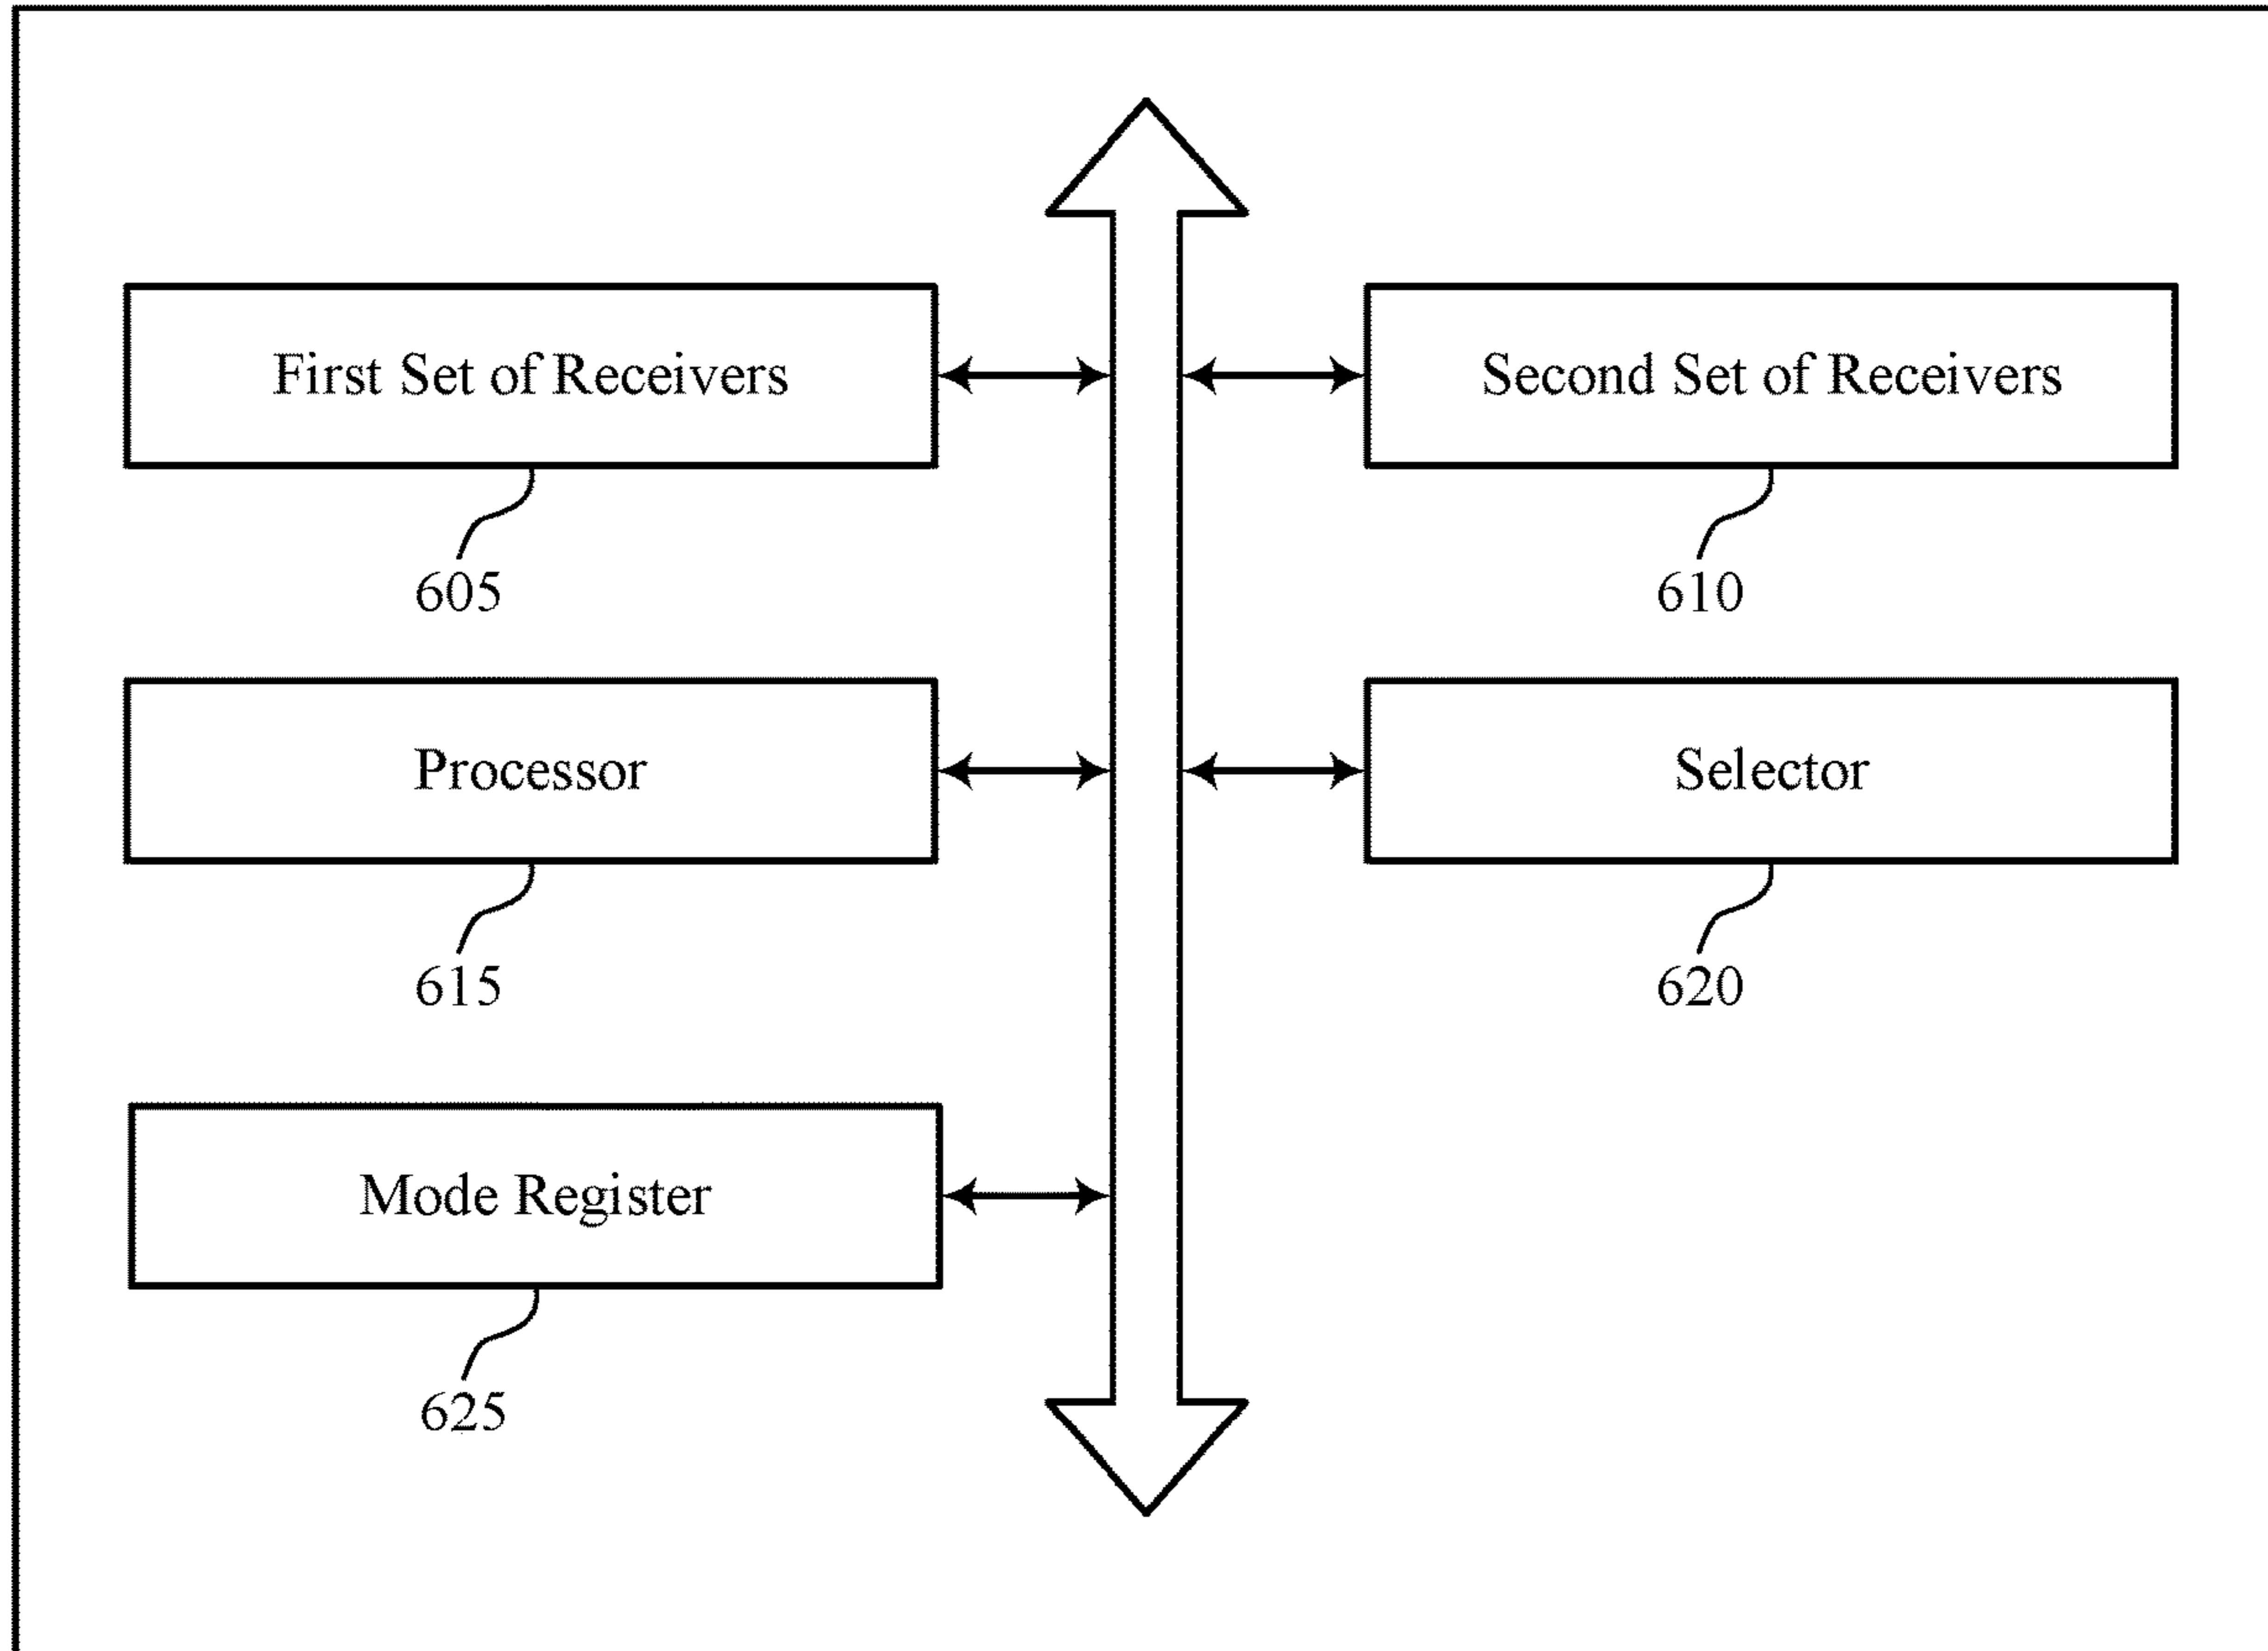 First Set of Receivers
Second Set of Receivers
605
610
Processor
Selector
615
620
Mode Register
625